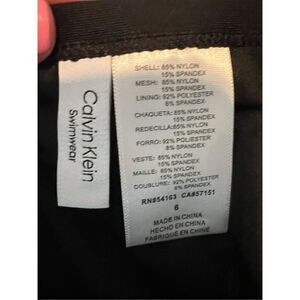 Calvin Klein
Swimwear
SHELL: 85% NYLON
15% SPANDEX
MESH: 85% NYLON
15% SPANDEX
LINING: 92% POLYESTER
8% SPANDEX
CHAQUETA: 85% NYLON
15% SPANDEX
REDECILLA: 85% NYLON
15% SPANDEX
FORRO: 92% POLIESTER
8% SPANDEX
VESTE: 85% NYLON
15% SPANDEX
MAILLE: 85% NYLON
15% SPANDEX
DOUBLURE: 92% POLYESTER
8% SPANDEX
RN#54163 CA#57151
6
MADE IN CHINA
HECHO EN CHINA
FABRIQUÉ EN CHINE